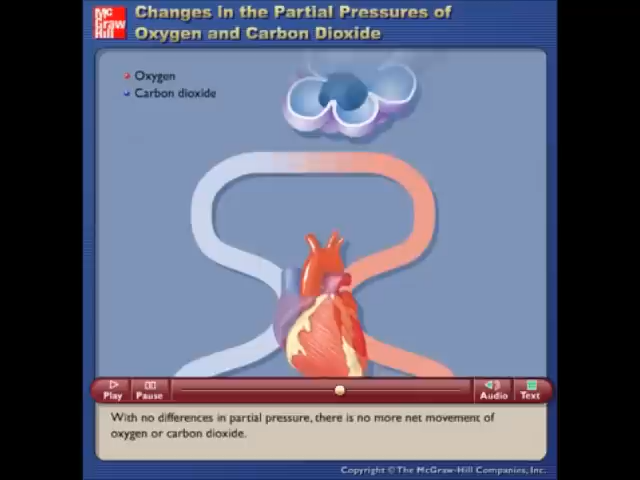 Mc
Graw
Hill
Changes in the Partial Pressures of
Oxygen and Carbon Dioxide
Oxygen
Carbon dioxide
Play
Pause
Audio
Text
With no differences in partial pressure, there is no more net movement of
oxygen or carbon dioxide.
Copyright © The McGraw-Hill Companies, Inc.